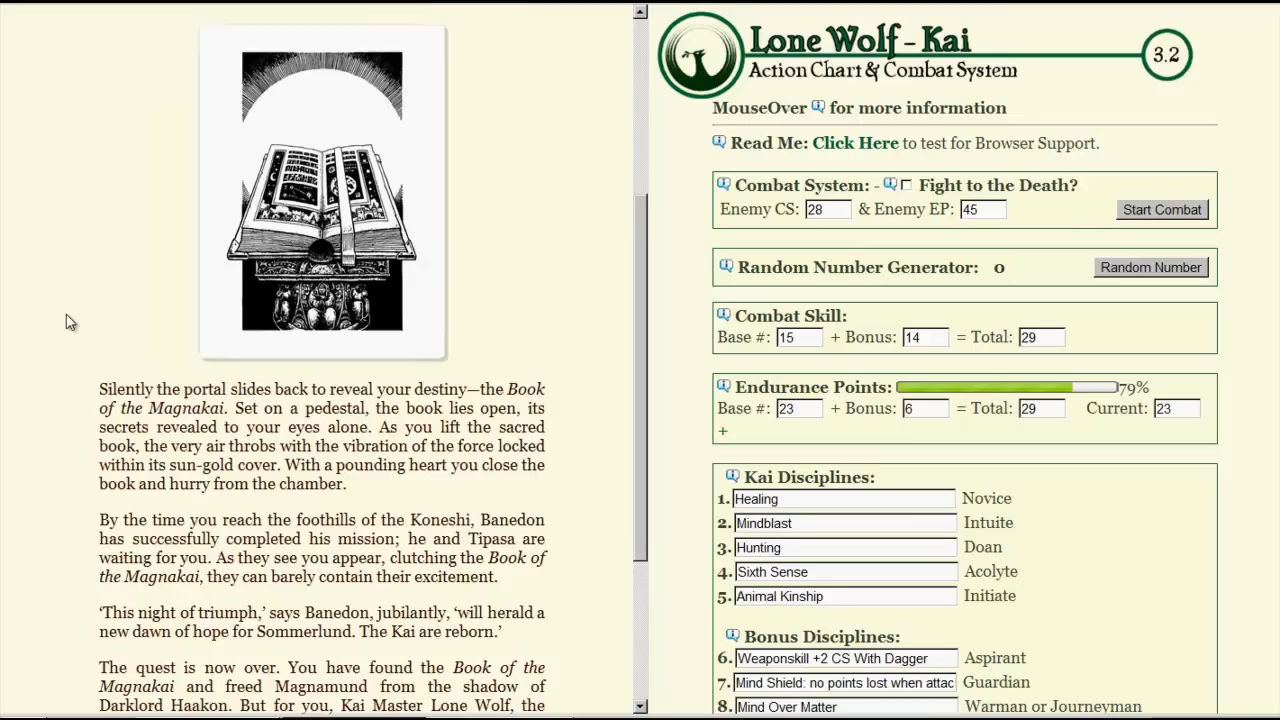 Silently the portal slides back to reveal your destiny—the Book
of the Magnakai. Set on a pedestal, the book lies open, its
secrets revealed to your eyes alone. As you lift the sacred
book, the very air throbs with the vibration of the force locked
within its sun-gold cover. With a pounding heart you close the
book and hurry from the chamber.
By the time you reach the foothills of the Koneshi, Banedon
has successfully completed his mission; he and Tipasa are
waiting for you. As they see you appear, clutching the Book of
the Magnakai, they can barely contain their excitement.
‘This night of triumph,’ says Banedon, jubilantly, ‘will herald a
new dawn of hope for Sommerlund. The Kai are reborn.’
The quest is now over. You have found the Book of the
Magnakai and freed Magnamund from the shadow of
Darklord Haakon. But for you, Kai Master Lone Wolf, the
Lone Wolf - Kai
Action Chart & Combat System
3.2
MouseOver for more information
Read Me: Click Here to test for Browser Support.
Combat System: - Fight to the Death?
Enemy CS: 28 & Enemy EP: 45 Start Combat
Random Number Generator: 0 Random Number
Combat Skill:
Base #: 15 + Bonus: 14 = Total: 29
Endurance Points: 79%
Base #: 23 + Bonus: 6 = Total: 29 Current: 23
+
Kai Disciplines:
1. Healing Novice
2. Mindblast Intuite
3. Hunting Doan
4. Sixth Sense Acolyte
5. Animal Kinship Initiate
Bonus Disciplines:
6. Weaponskill +2 CS With Dagger Aspirant
7. Mind Shield: no points lost when attac Guardian
8. Mind Over Matter Warman or Journeyman